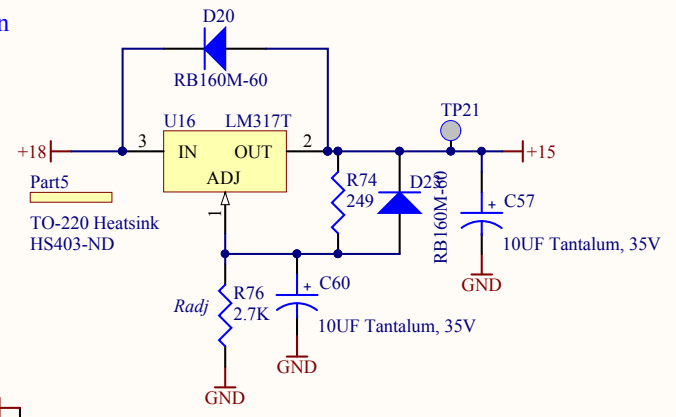 n
D20
RB160M-60
U16
LM317T
TP21
+18
3
IN
OUT
2
+15
ADJ
1
Part5
TO-220 Heatsink
HS403-ND
R74
249
RB160M-60
C57
10UF Tantalum, 35V
GND
Radj
R76
2.7K
C60
10UF Tantalum, 35V
GND
GND